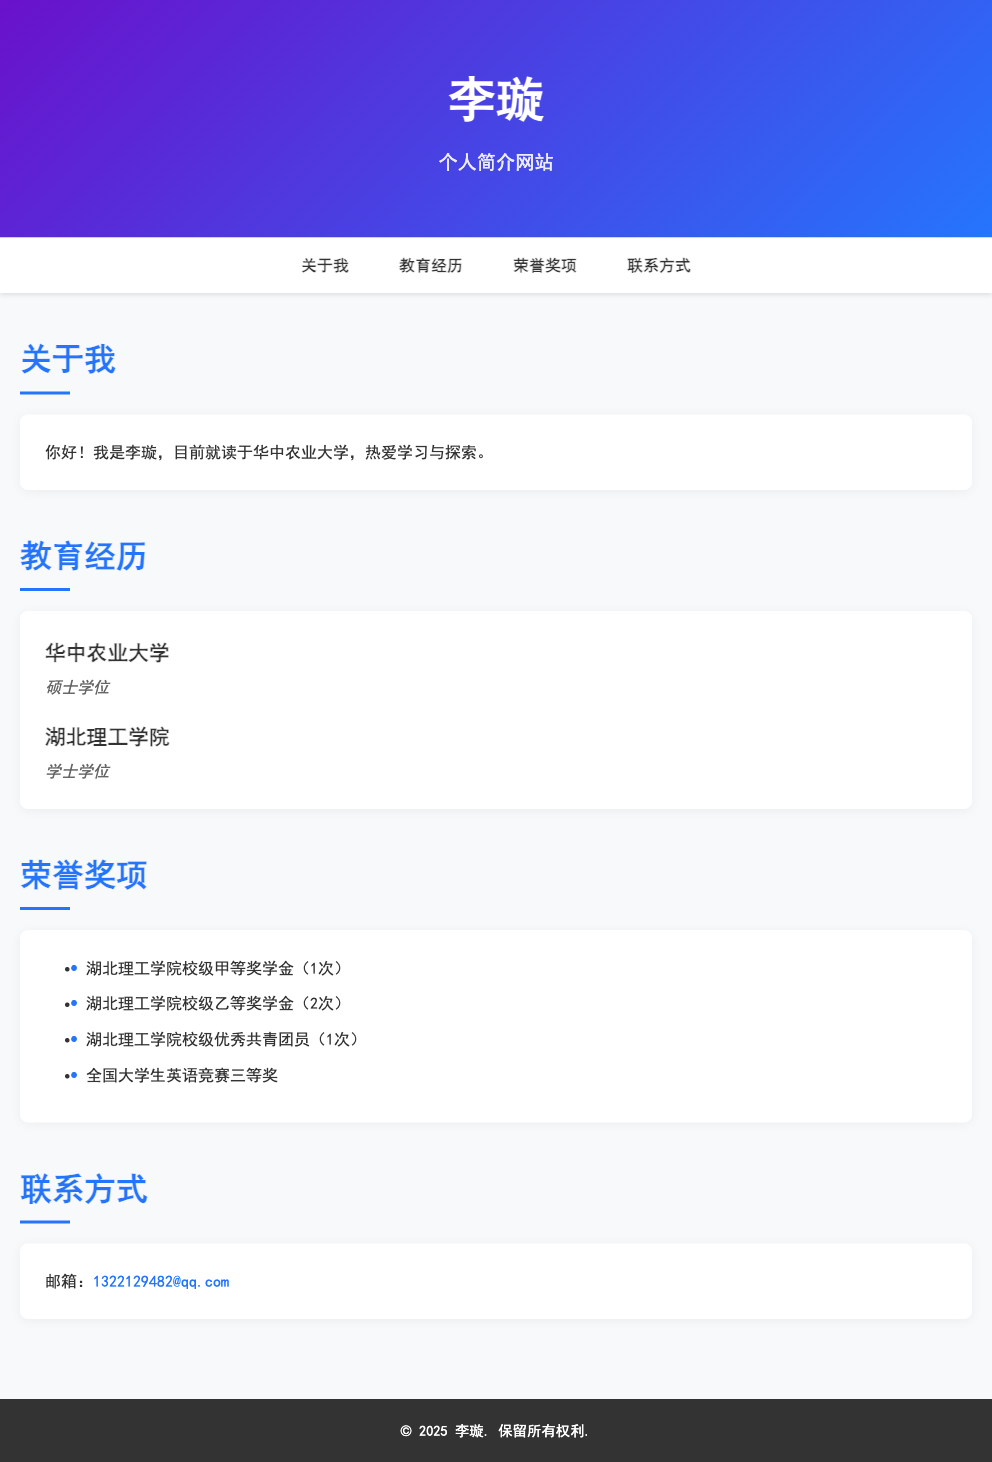 李璇
个人简介网站
关于我 教育经历 荣誉奖项 联系方式
关于我
你好！我是李璇，目前就读于华中农业大学，热爱学习与探索。
教育经历
华中农业大学
硕士学位
湖北理工学院
学士学位
荣誉奖项
湖北理工学院校级甲等奖学金（1次）
湖北理工学院校级乙等奖学金（2次）
湖北理工学院校级优秀共青团员（1次）
全国大学生英语竞赛三等奖
联系方式
邮箱：1322129482@qq.com
© 2025 李璇. 保留所有权利.